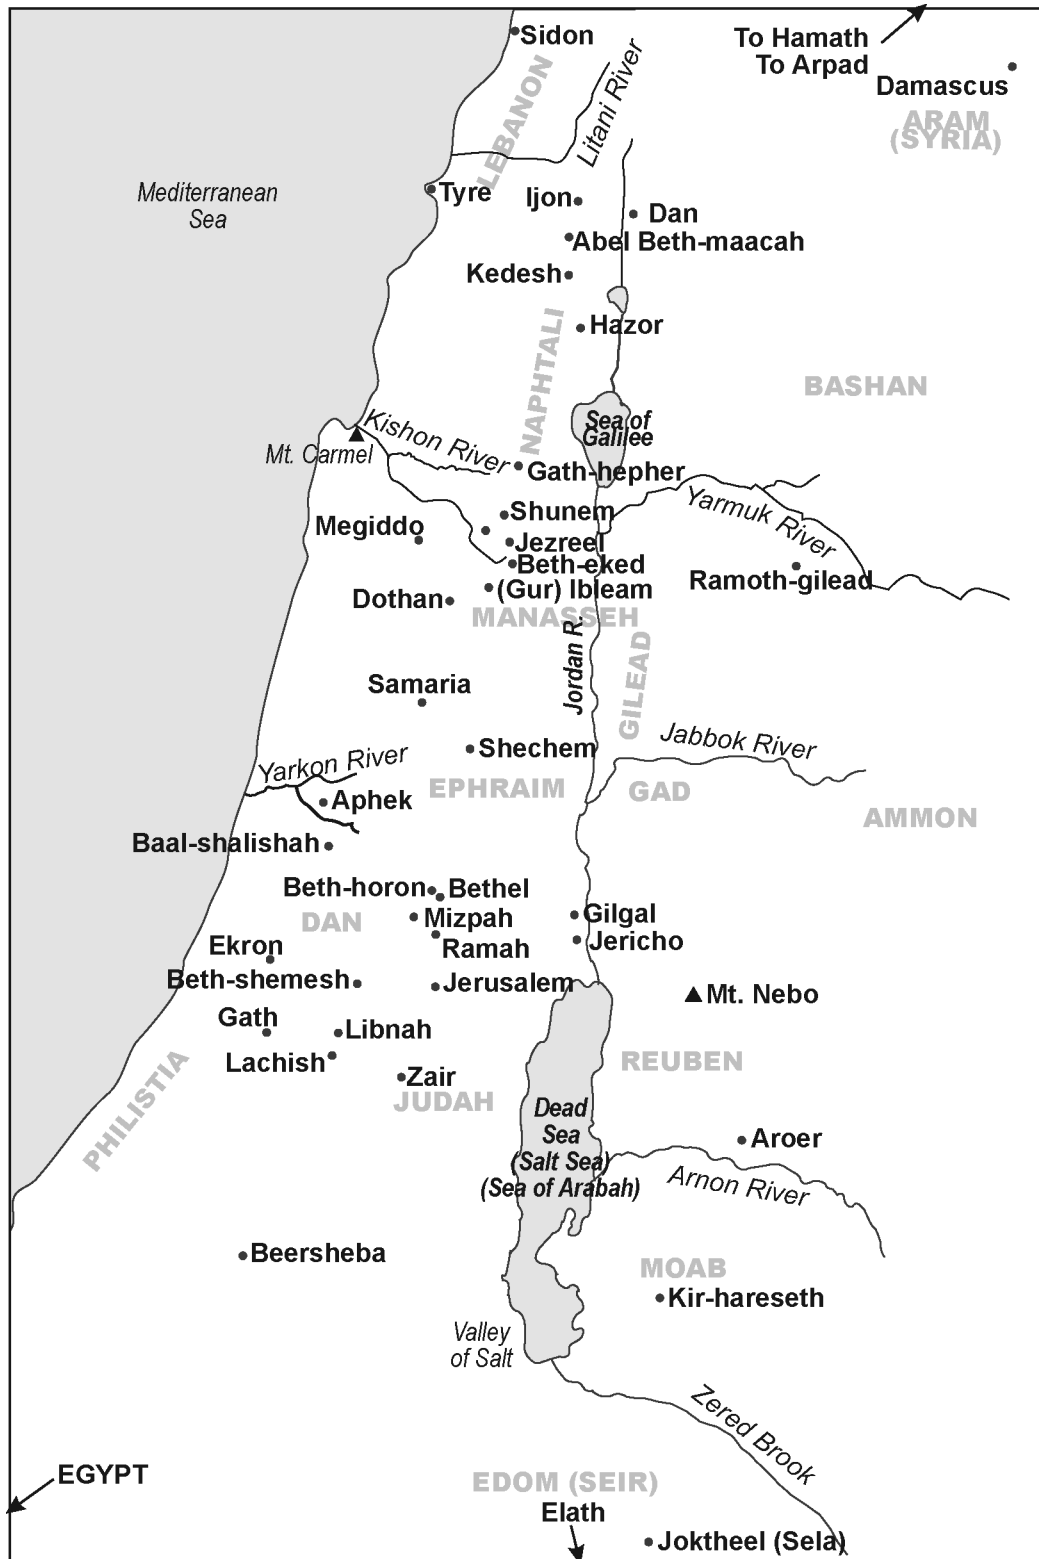 Sidon
To Hamath
To Arpad
Damascus
ARAM
(SYRIA)
LEBANON
Litani River
Mediterranean
Sea
Tyre
Ijon
Dan
Abel Beth-maacah
Kedesh
Hazor
NAPHTALI
BASHAN
Sea of
Galilee
Kishon River
Mt. Carmel
Gath-hepher
Yarmuk River
Shunem
Megiddo
Jezreel
Beth-eked
Ramoth-gilead
(Gur) Ibleam
Dothan
MANASSEH
Jordan R.
GILEAD
Samaria
Shechem
Jabbok River
Yarkon River
EPHRAIM
GAD
Aphek
AMMON
Baal-shalishah
Beth-horon
Bethel
Mizpah
Gilgal
DAN
Ramah
Jericho
Ekron
Beth-shemesh
Jerusalem
Mt. Nebo
Gath
Libnah
Lachish
REUBEN
PHILISTIA
Zair
JUDAH
Dead
Sea
(Salt Sea)
(Sea of Arabah)
Aroer
Arnon River
Beersheba
MOAB
Kir-hareseth
Valley
of Salt
Zered Brook
EGYPT
EDOM (SEIR)
Elath
Joktheel (Sela)